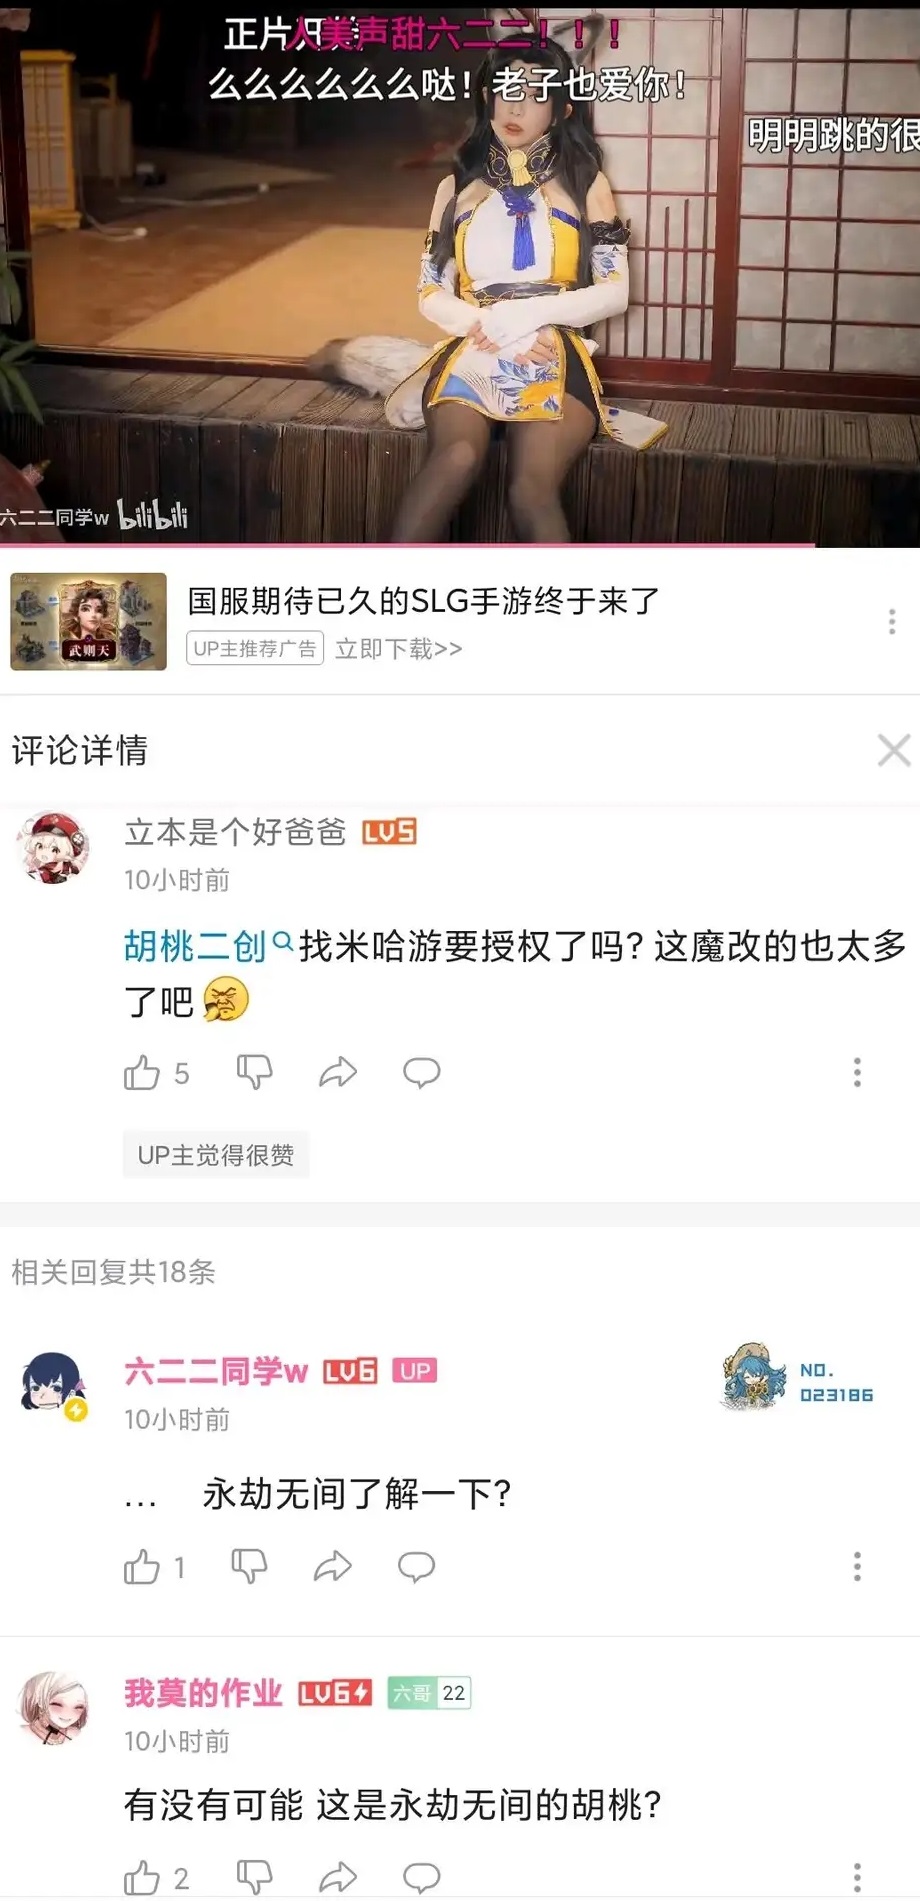 正片开始
人美声甜六二二！！！
么么么么么么哒！老子也爱你！
明明跳的很
六二二同学w bilibili
武则天
国服期待已久的SLG手游终于来了
UP主推荐广告 立即下载>>
评论详情
立本是个好爸爸 LV5
10小时前
胡桃二创找米哈游要授权了吗？这魔改的也太多
了吧
5
UP主觉得很赞
相关回复共18条
六二二同学w LV6 UP
NO.
023186
10小时前
... 永劫无间了解一下？
1
我莫的作业 LV6 六哥 22
10小时前
有没有可能 这是永劫无间的胡桃？
2